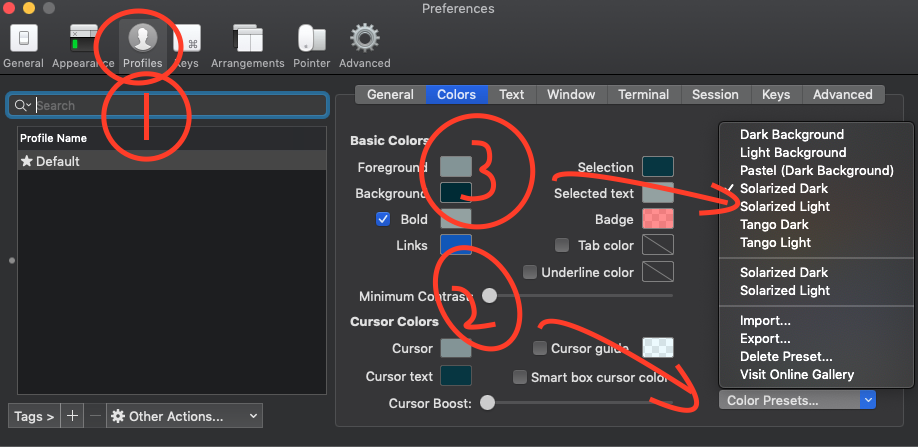 Preferences
General Appearance Profiles Keys Arrangements Pointer Advanced
1
Search
Profile Name
Default
Tags >
Other Actions...
General Colors Text Window Terminal Session Keys Advanced
Basic Colors
3
Foreground
Background
Bold
Links
Selection
Selected text
Badge
Tab color
Underline color
Minimum Contrast:
2
Cursor Colors
Cursor
Cursor text
Cursor guide
Smart box cursor color
Cursor Boost:
Dark Background
Light Background
Pastel (Dark Background)
Solarized Dark
Solarized Light
Tango Dark
Tango Light
Solarized Dark
Solarized Light
Import...
Export...
Delete Preset...
Visit Online Gallery
Color Presets...